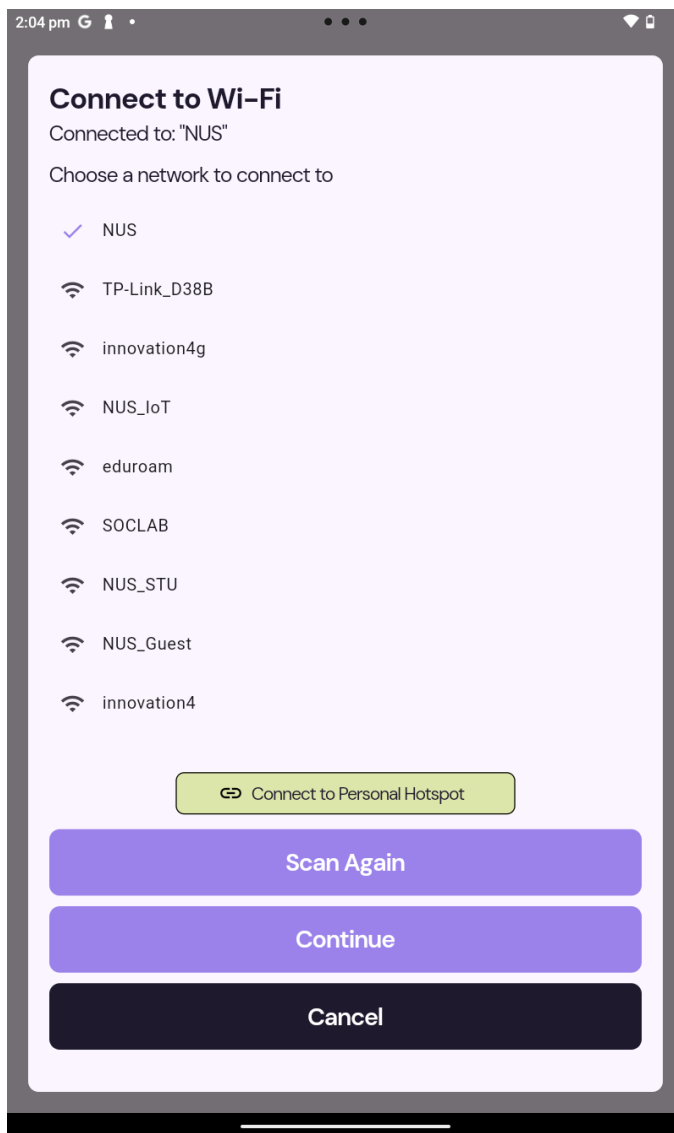 2:04 pm G
Connect to Wi-Fi
Connected to: "NUS"
Choose a network to connect to
NUS
TP-Link_D38B
innovation4g
NUS_IoT
eduroam
SOCLAB
NUS_STU
NUS_Guest
innovation4
Connect to Personal Hotspot
Scan Again
Continue
Cancel